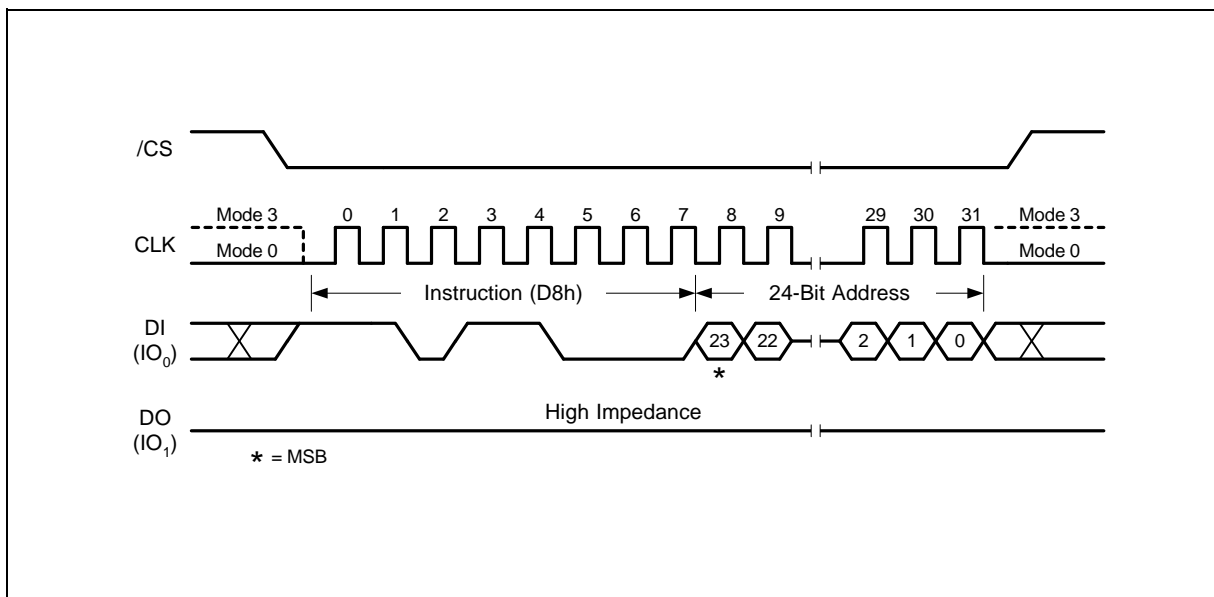 /CS
Mode 3 0 1 2 3 4 5 6 7 8 9 29 30 31 Mode 3
CLK
Mode 0 Mode 0
Instruction (D8h) 24-Bit Address
DI
(IO0)
23 22 2 1 0
*
High Impedance
DO
(IO1)
* = MSB